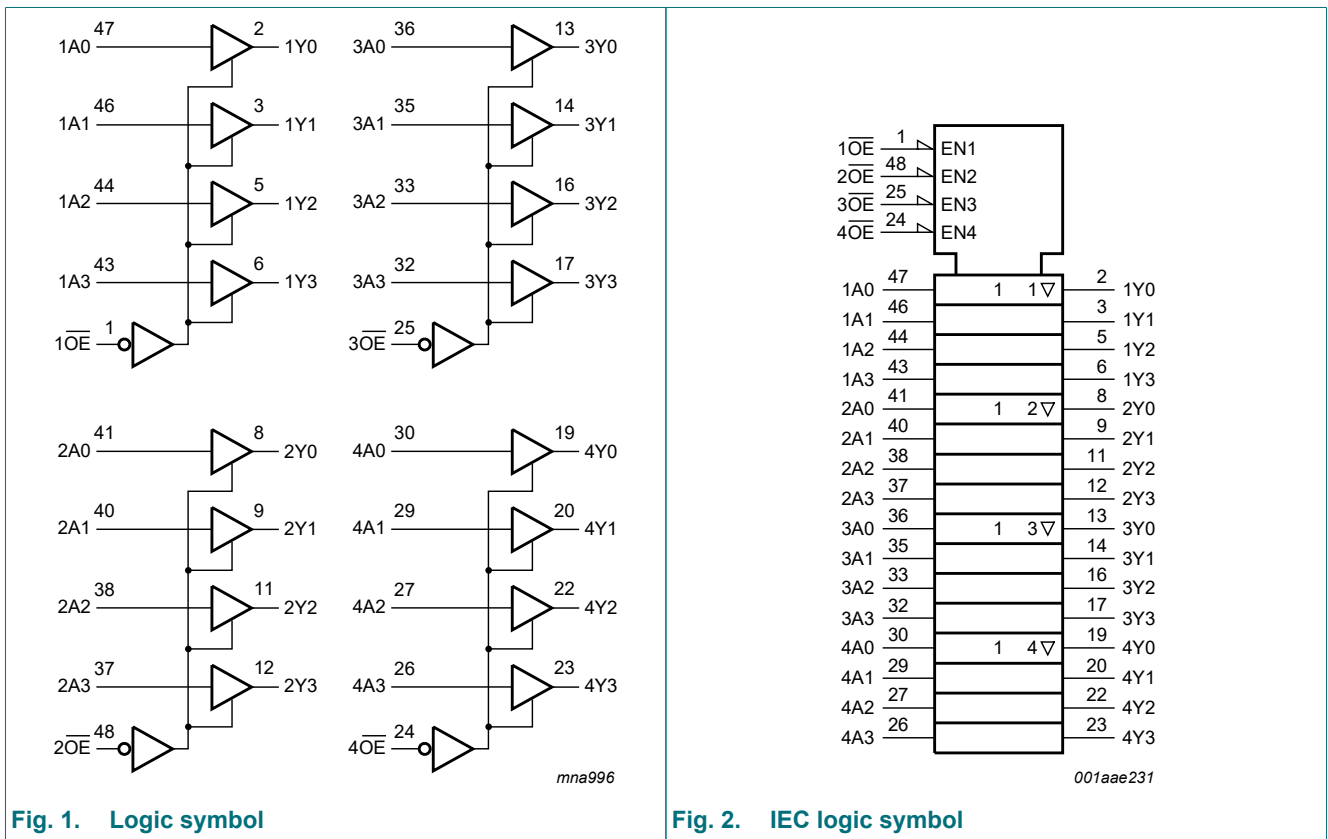 47 2
1A0 1Y0
46 3
1A1 1Y1
44 5
1A2 1Y2
43 6
1A3 1Y3
1
1O̅E̅
36 13
3A0 3Y0
35 14
3A1 3Y1
33 16
3A2 3Y2
32 17
3A3 3Y3
25
3O̅E̅
41 8
2A0 2Y0
40 9
2A1 2Y1
38 11
2A2 2Y2
37 12
2A3 2Y3
48
2O̅E̅
30 19
4A0 4Y0
29 20
4A1 4Y1
27 22
4A2 4Y2
26 23
4A3 4Y3
24
4O̅E̅
mna996
Fig. 1. Logic symbol
1O̅E̅ 1 EN1
2O̅E̅ 48 EN2
3O̅E̅ 25 EN3
4O̅E̅ 24 EN4
1A0 47 1 1▽ 2 1Y0
1A1 46 3 1Y1
1A2 44 5 1Y2
1A3 43 6 1Y3
2A0 41 1 2▽ 8 2Y0
2A1 40 9 2Y1
2A2 38 11 2Y2
2A3 37 12 2Y3
3A0 36 1 3▽ 13 3Y0
3A1 35 14 3Y1
3A2 33 16 3Y2
3A3 32 17 3Y3
4A0 30 1 4▽ 19 4Y0
4A1 29 20 4Y1
4A2 27 22 4Y2
4A3 26 23 4Y3
001aae231
Fig. 2. IEC logic symbol